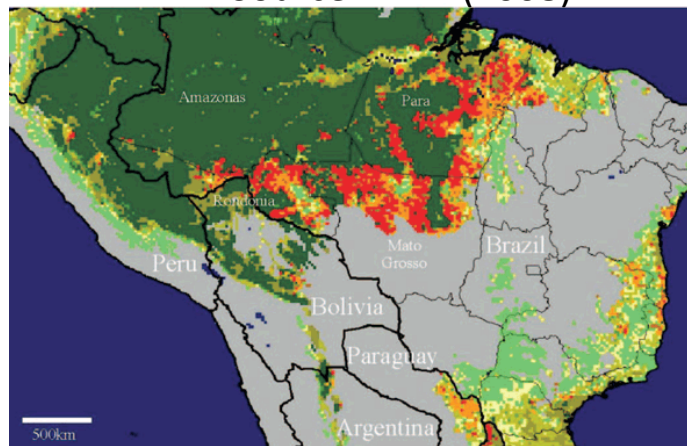 Amazonas
Para
Rondonia
Mato
Grosso
Brazil
Peru
Bolivia
Paraguay
Argentina
500km